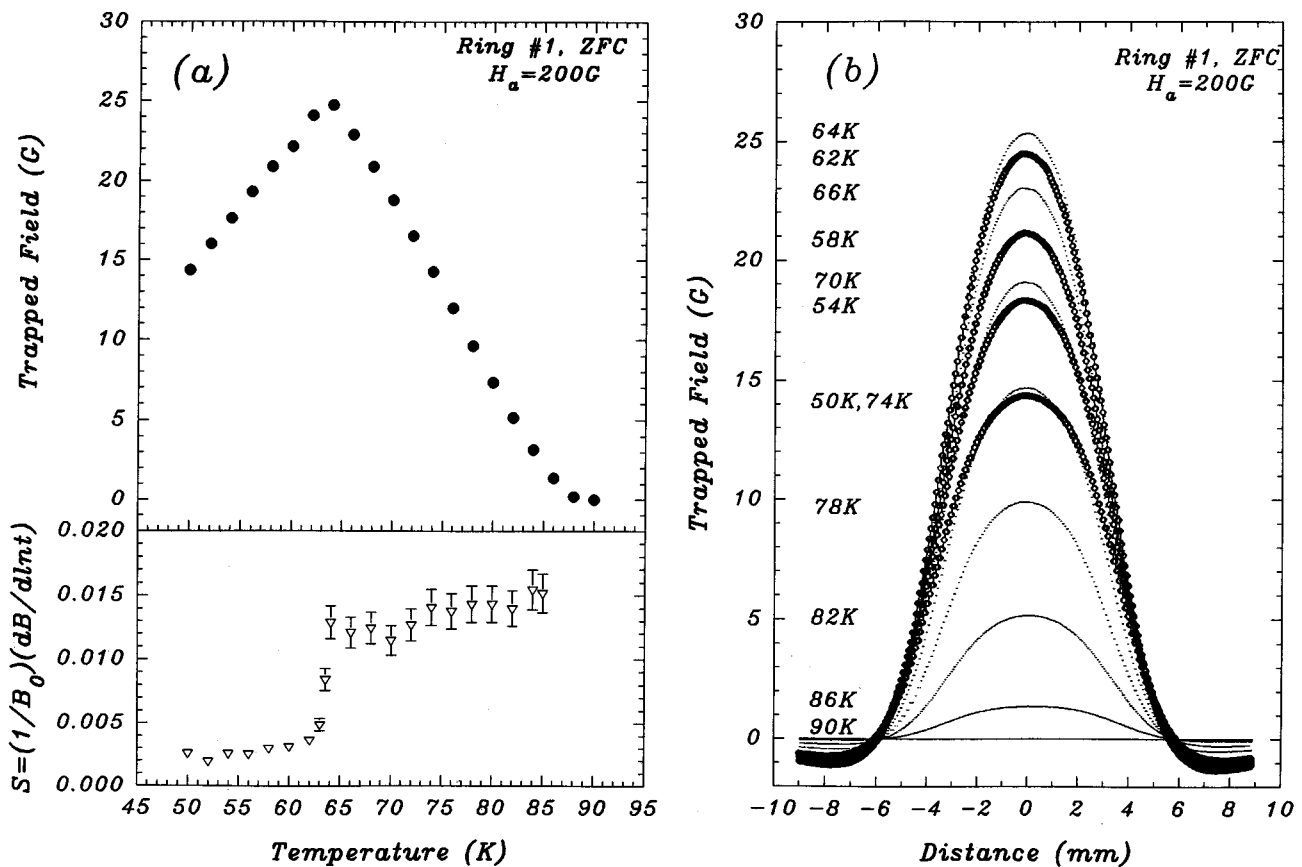 (a)
Ring #1, ZFC
H_a=200G
Trapped Field (G)
30
25
20
15
10
5
0
S=(1/B_0)(dB/dlnt)
0.020
0.015
0.010
0.005
0.000
45 50 55 60 65 70 75 80 85 90 95
Temperature (K)
(b)
Ring #1, ZFC
H_a=200G
Trapped Field (G)
30
25
20
15
10
5
0
64K
62K
66K
58K
70K
54K
50K,74K
78K
82K
86K
90K
−10 −8 −6 −4 −2 0 2 4 6 8 10
Distance (mm)